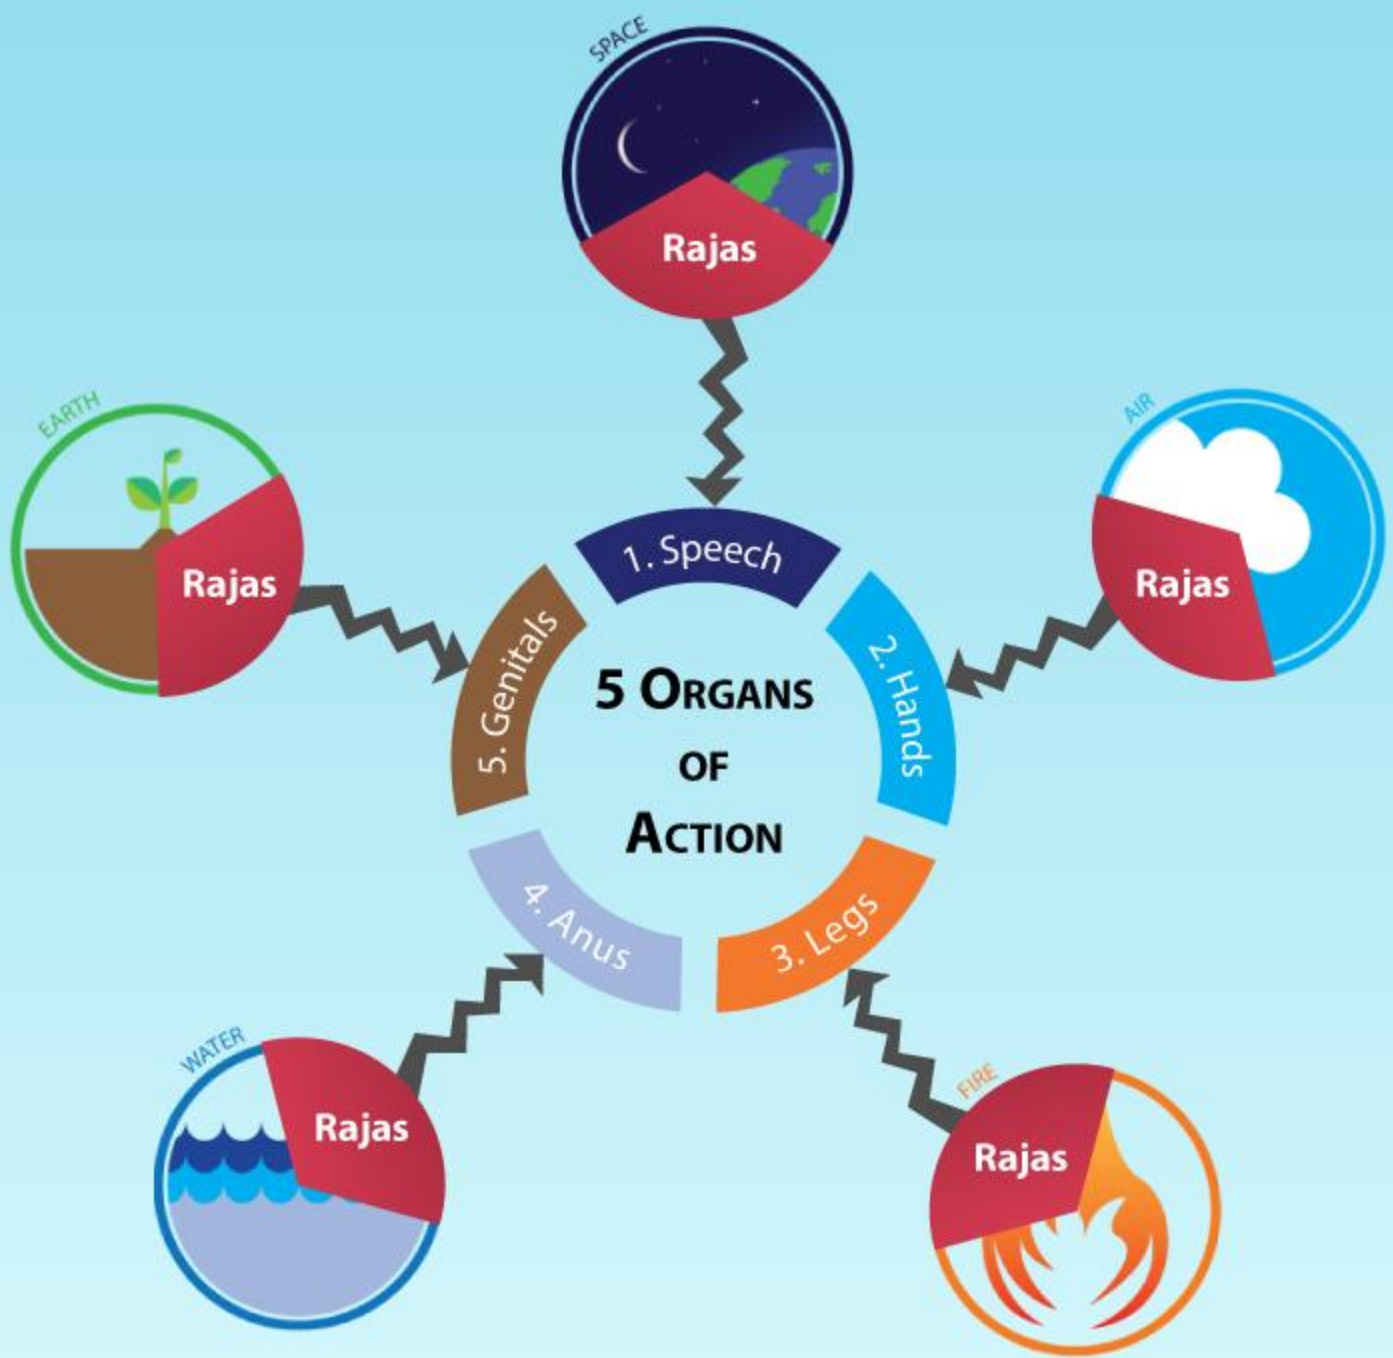 SPACE
Rajas
EARTH
Rajas
AIR
Rajas
1. Speech
2. Hands
3. Legs
4. Anus
5. Genitals
5 ORGANS
OF
ACTION
WATER
Rajas
FIRE
Rajas